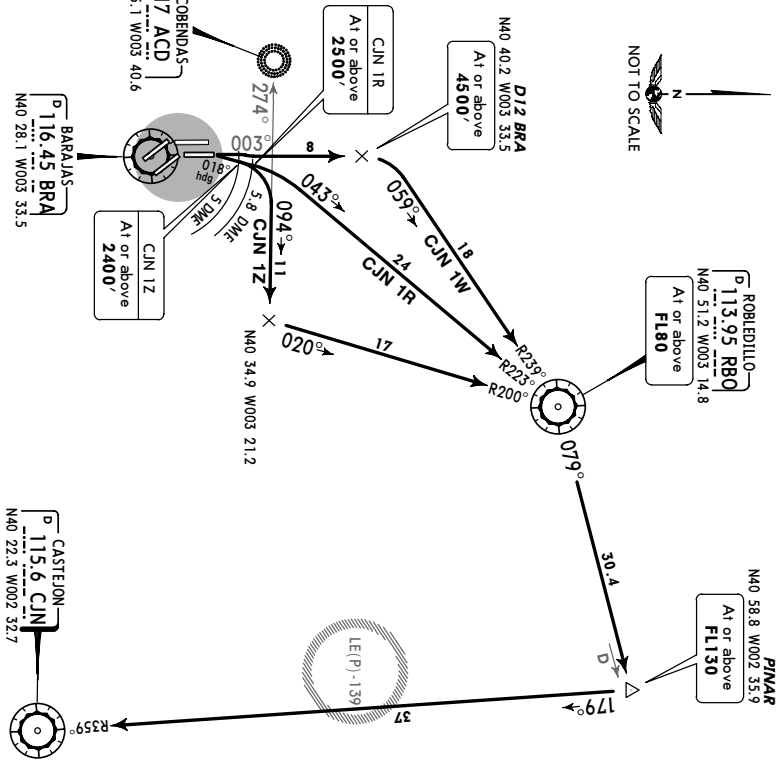 NOT TO SCALE
N
D12 BRA
N40 40.2 W003 33.5
At or above
4500'
CJN 1R
At or above
2500'
COBENDAS
17 ACD
5.1 W003 40.6
274°
003°
018°
hdg
8
D
BARAJAS
116.45 BRA
N40 28.1 W003 33.5
5 DME
5.8 DME
CJN 1Z
At or above
2400'
094°
11
CJN 1Z
043°
24
CJN 1R
059°
18
CJN 1W
N40 34.9 W003 21.2
020°
17
R239°
R223°
R200°
D
ROBLEDILLO
113.95 RBO
N40 51.2 W003 14.8
At or above
FL80
079°
30.4
D
PINAR
N40 58.8 W002 35.9
At or above
FL130
179°
37
LE(P)-139
R359°
D
CASTEJON
115.6 CJN
N40 22.3 W002 32.7